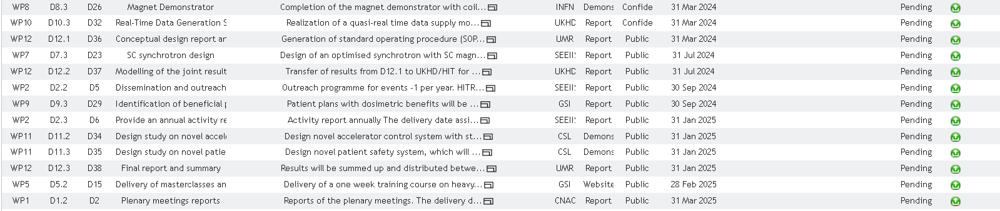 WP8 D8.3 D26 Magnet Demonstrator Completion of the magnet demonstrator with coil... INFN Demons Confide 31 Mar 2024 Pending
WP10 D10.3 D32 Real-Time Data Generation S Realization of a quasi-real time data supply mo... UKHD Report Confide 31 Mar 2024 Pending
WP12 D12.1 D36 Conceptual design report ar Generation of standard operating procedure (SOP... UMR Report Public 31 Mar 2024 Pending
WP7 D7.3 D23 SC synchrotron design Design of an optimised synchrotron with SC magn... SEEII Report Public 31 Jul 2024 Pending
WP12 D12.2 D37 Modelling of the joint result Transfer of results from D12.1 to UKHD/HIT for ... UKHD Report Public 31 Jul 2024 Pending
WP2 D2.2 D5 Dissemination and outreach Outreach programme for events -1 per year. HITR... SEEII Report Public 30 Sep 2024 Pending
WP9 D9.3 D29 Identification of beneficial p Patient plans with dosimetric benefits will be ... GSI Report Public 30 Sep 2024 Pending
WP2 D2.3 D6 Provide an annual activity re Activity report annually The delivery date assi... SEEII Report Public 31 Jan 2025 Pending
WP11 D11.2 D34 Design study on novel accele Design novel accelerator control system with st... CSL Demons Public 31 Jan 2025 Pending
WP11 D11.3 D35 Design study on novel patie Design novel patient safety system, which will ... CSL Demons Public 31 Jan 2025 Pending
WP12 D12.3 D38 Final report and summary Results will be summed up and distributed betwe... UMR Report Public 31 Jan 2025 Pending
WP5 D5.2 D15 Delivery of masterclasses an Delivery of a one week training course on heavy... GSI Website Public 28 Feb 2025 Pending
WP1 D1.2 D2 Plenary meetings reports Reports of the plenary meetings. The delivery d... CNAC Report Public 31 Mar 2025 Pending